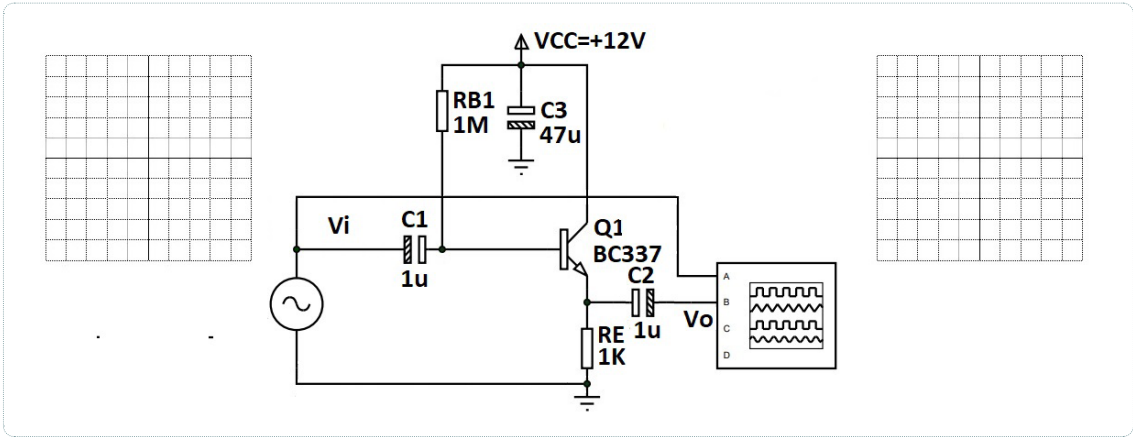 VCC=+12V
RB1
1M
C3
47u
Vi
C1
1u
Q1
BC337
C2
1u
Vo
RE
1K
A
B
C
D